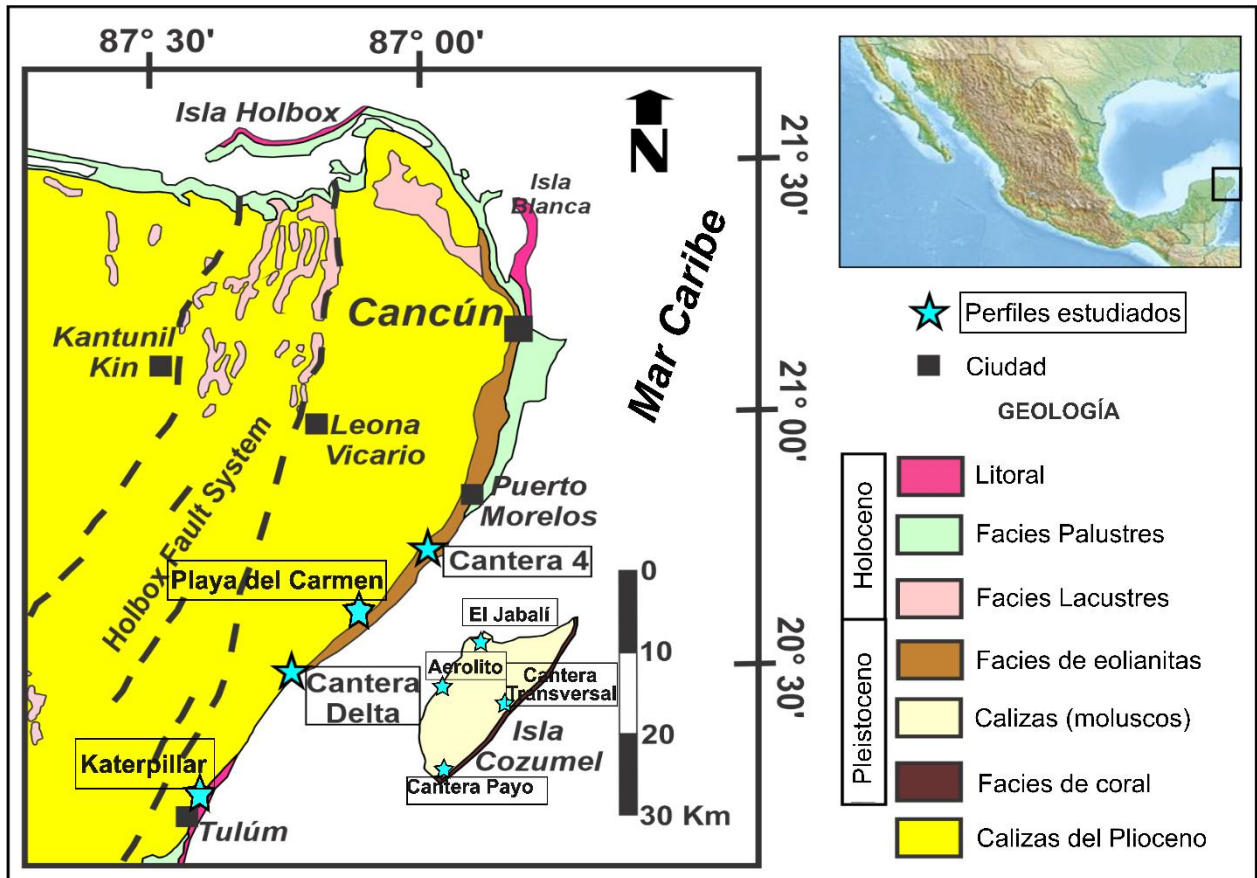 87° 30'
87° 00'
Isla Holbox
N
21° 30'
Isla
Blanca
Mar Caribe
Cancún
Kantunil
Kin
Leona
Vicario
21° 00'
Puerto
Morelos
Holbox Fault System
Cantera 4
Playa del Carmen
0
El Jabalí
Aerolito
10
Cantera
Transversal
20° 30'
Cantera
Delta
Isla
Cozumel
20
Katerpillar
Cantera Payo
30 Km
Tulúm
Perfiles estudiados
Ciudad
GEOLOGÍA
Holoceno
Litoral
Facies Palustres
Facies Lacustres
Pleistoceno
Facies de eolianitas
Calizas (moluscos)
Facies de coral
Calizas del Plioceno